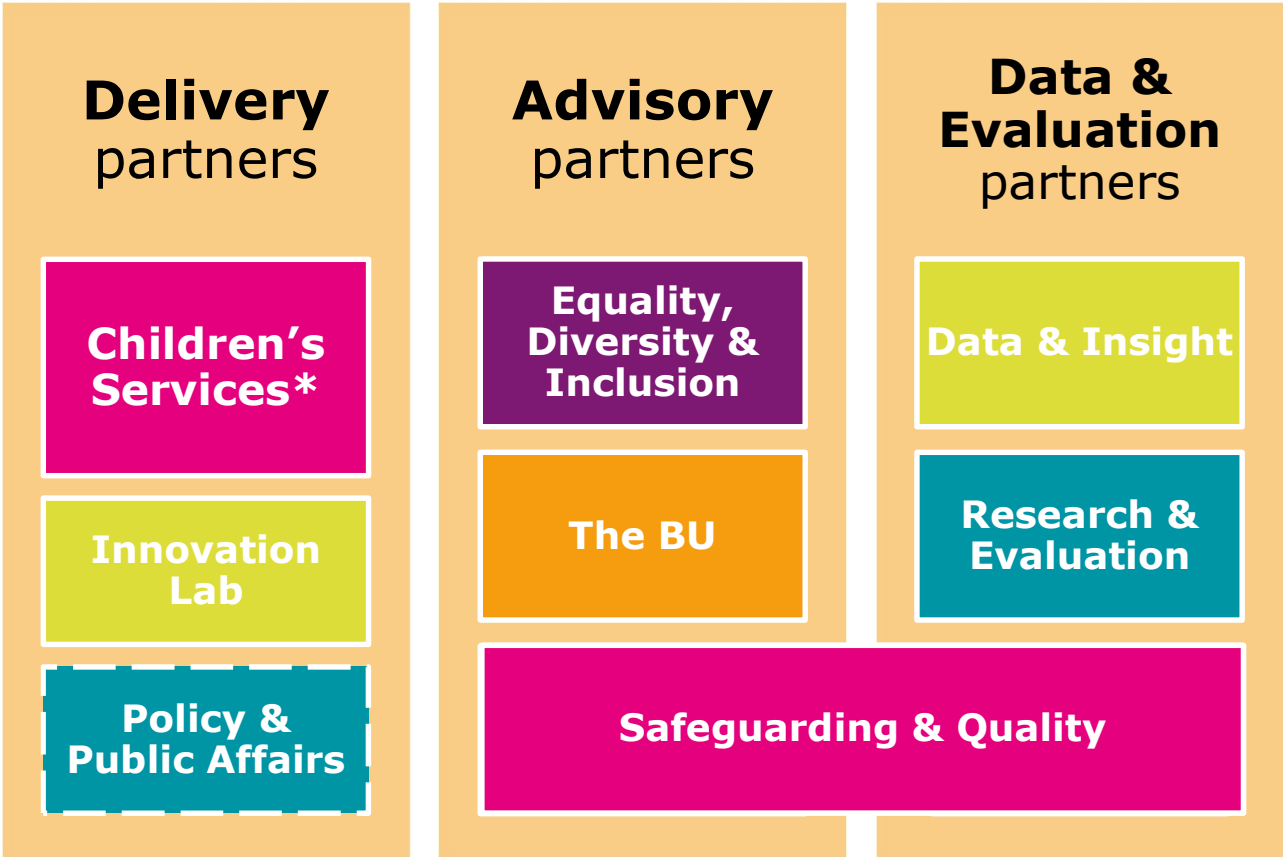 Delivery
partners
Children’s
Services*
Innovation
Lab
Policy &
Public Affairs
Advisory
partners
Equality,
Diversity &
Inclusion
The BU
Data &
Evaluation
partners
Data & Insight
Research &
Evaluation
Safeguarding & Quality